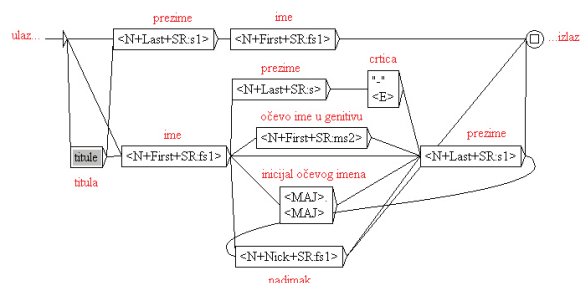 prezime ime
ulaz... <N+Last+SR:s1> <N+First+SR:fs1> ...izlaz
prezime crtica
<N+Last+SR:s> "-"
<E>
ime očevo ime u genitivu prezime
<N+First+SR:ms2>
titule <N+First+SR:fs1> <N+Last+SR:s1>
titula inicijal očevog imena
<MAJ>.
<MAJ>
<N+Nick+SR:fs1>
nadimak